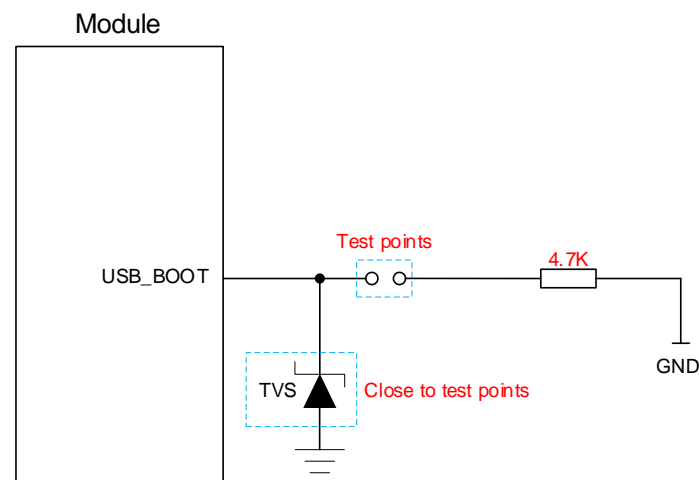 Module
Test points
USB_BOOT
4.7K
GND
TVS
Close to test points